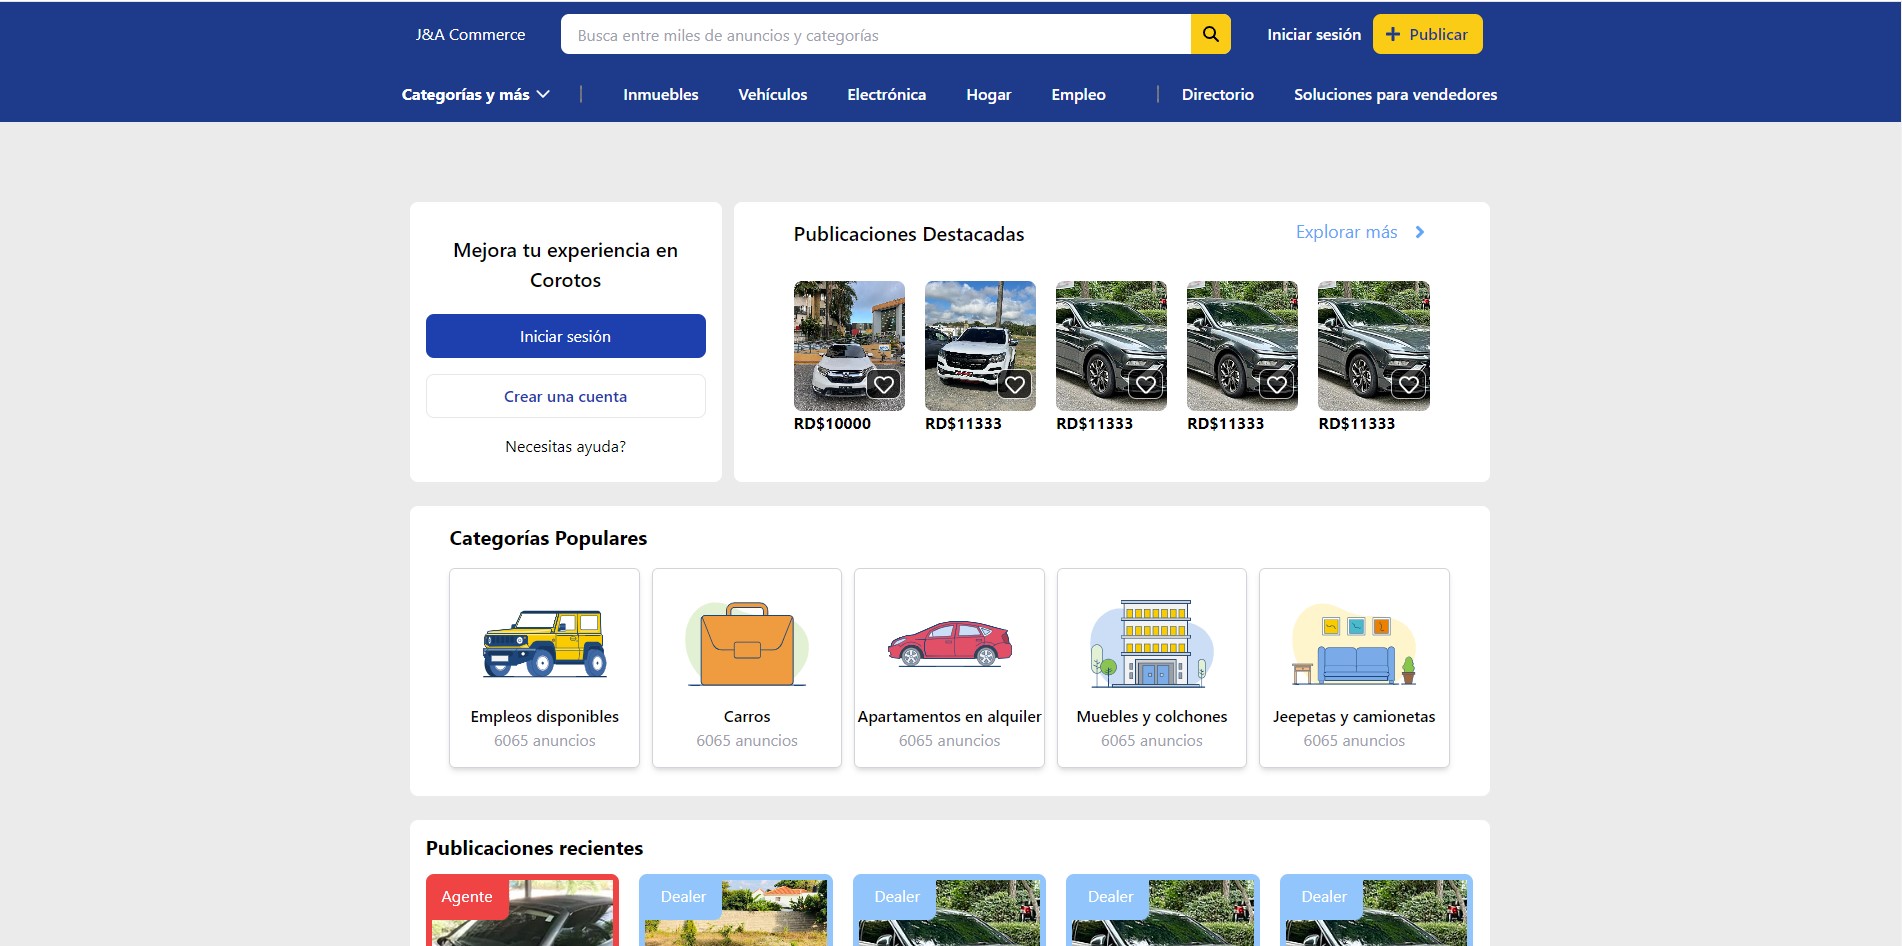 J&A Commerce
Busca entre miles de anuncios y categorías
Iniciar sesión
Publicar
Categorías y más
Inmuebles
Vehículos
Electrónica
Hogar
Empleo
Directorio
Soluciones para vendedores
Mejora tu experiencia en
Corotos
Iniciar sesión
Crear una cuenta
Necesitas ayuda?
Publicaciones Destacadas
Explorar más
RD$10000
RD$11333
RD$11333
RD$11333
RD$11333
Categorías Populares
Empleos disponibles
6065 anuncios
Carros
6065 anuncios
Apartamentos en alquiler
6065 anuncios
Muebles y colchones
6065 anuncios
Jeepetas y camionetas
6065 anuncios
Publicaciones recientes
Agente
Dealer
Dealer
Dealer
Dealer